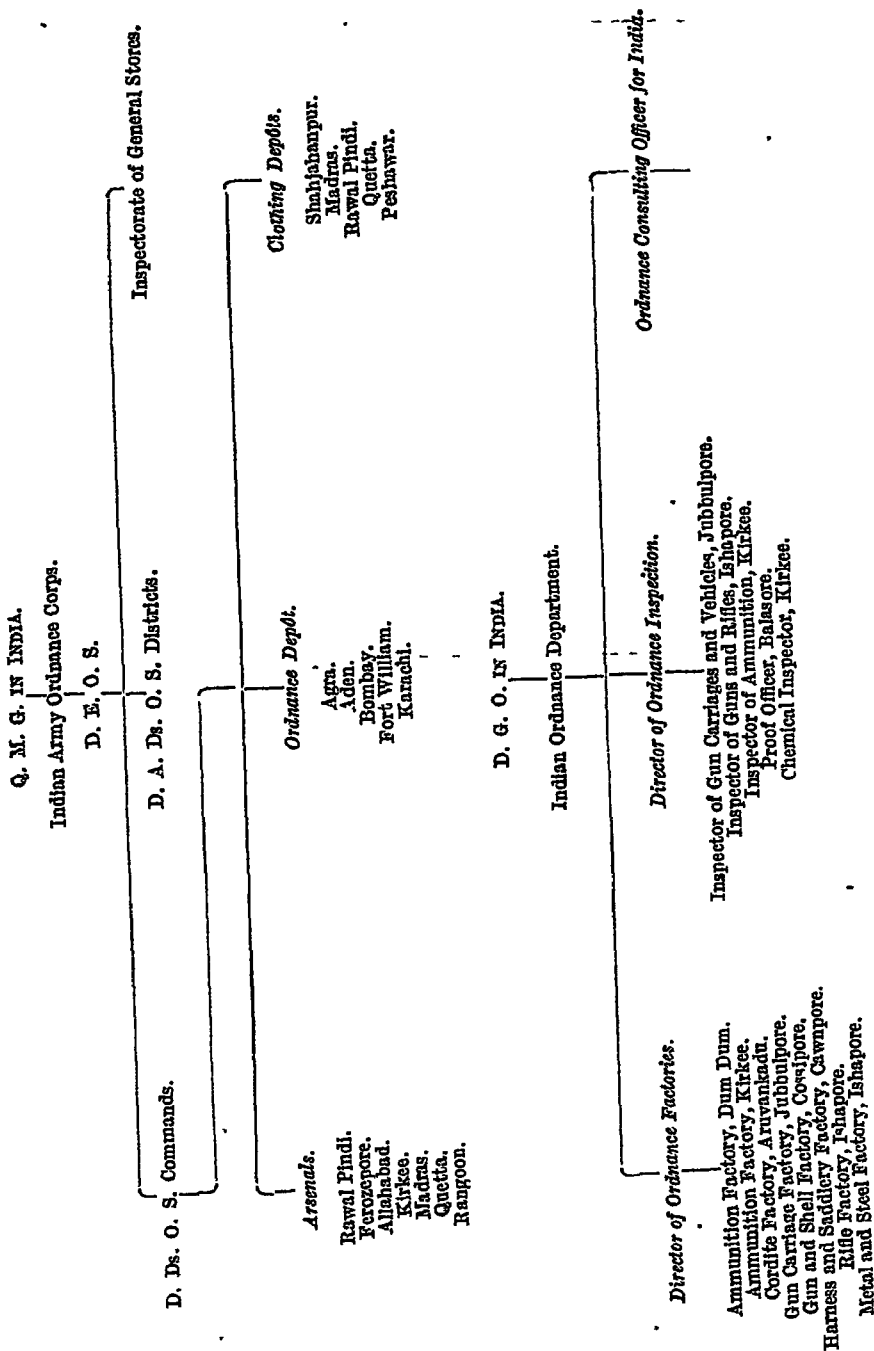 Q. M. G. IN INDIA.
Indian Army Ordnance Corps.
D. E. O. S.
D. Ds. O. S. Commands.
D. A. Ds. O. S. Districts.
Inspectorate of General Stores.
Arsenals.
Rawal Pindi.
Ferozepore.
Allahabad.
Kirkee.
Madras.
Quetta.
Rangoon.
Ordnance Depôt.
Agra.
Aden.
Bombay.
Fort William.
Karachi.
Clothing Depôts.
Shahjahanpur.
Madras.
Rawal Pindi.
Quetta.
Peshawar.
D. G. O. IN INDIA.
Indian Ordnance Department.
Director of Ordnance Factories.
Ammunition Factory, Dum Dum.
Ammunition Factory, Kirkee.
Cordite Factory, Aruvankadu.
Gun Carriage Factory, Jubbulpore.
Gun and Shell Factory, Cossipore.
Harness and Saddlery Factory, Cawnpore.
Rifle Factory, Ishapore.
Metal and Steel Factory, Ishapore.
Director of Ordnance Inspection.
Inspector of Gun Carriages and Vehicles, Jubbulpore.
Inspector of Guns and Rifles, Ishapore.
Inspector of Ammunition, Kirkee.
Proof Officer, Balasore.
Chemical Inspector, Kirkee.
Ordnance Consulting Officer for India.